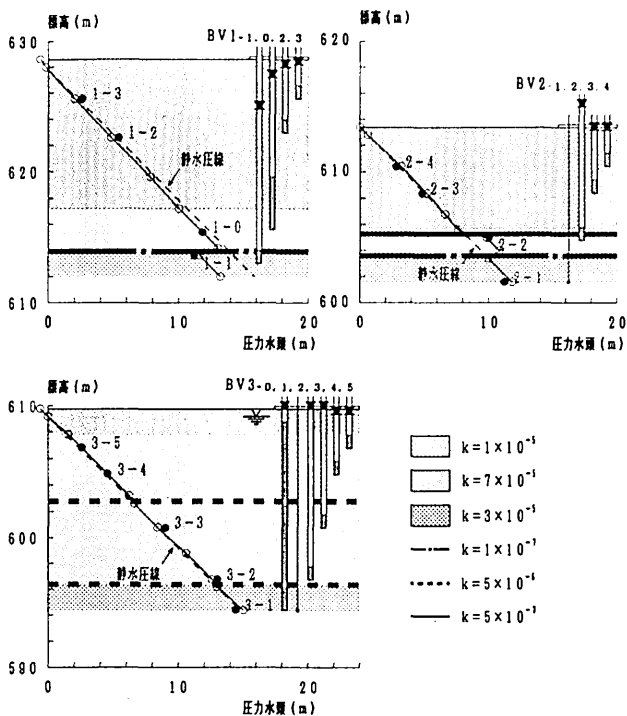 標高(m)
BV1-1.0.2.3
630
1-3
1-2
620
静水圧線
1-0
1-1
610
0 10 20
圧力水頭(m)
標高(m)
620
BV2-1.2.3.4
610
2-4
2-3
2-2
静水圧線
2-1
600
0 10 20
圧力水頭(m)
標高(m)
BV3-0.1.2.3.4.5
610
3-5
3-4
3-3
600
静水圧線
3-2
3-1
590
0 10 20
圧力水頭(m)
k=1×10⁻⁵
k=7×10⁻⁵
k=3×10⁻⁵
k=1×10⁻⁷
k=5×10⁻⁶